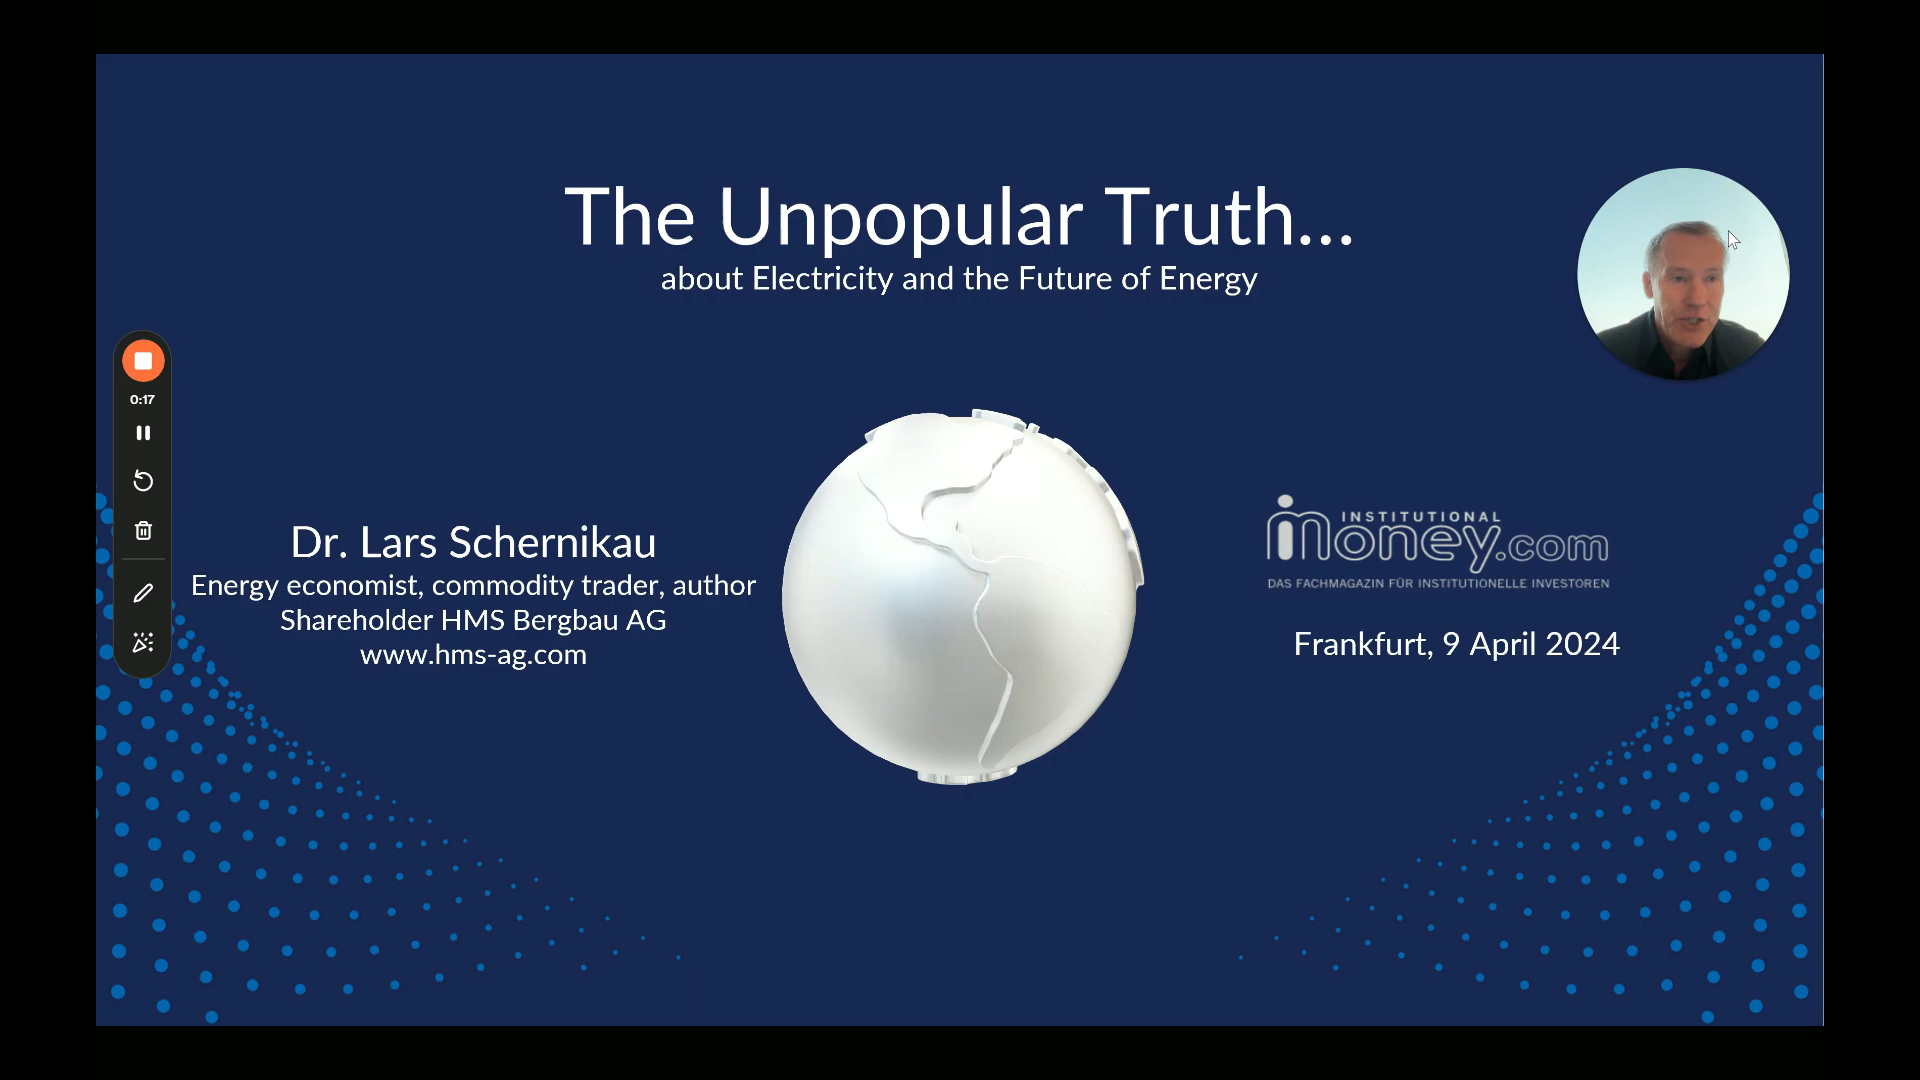 The Unpopular Truth...
about Electricity and the Future of Energy
0:17
Dr. Lars Schernikau
Energy economist, commodity trader, author
Shareholder HMS Bergbau AG
www.hms-ag.com
INSTITUTIONAL
money.com
DAS FACHMAGAZIN FÜR INSTITUTIONELLE INVESTOREN
Frankfurt, 9 April 2024